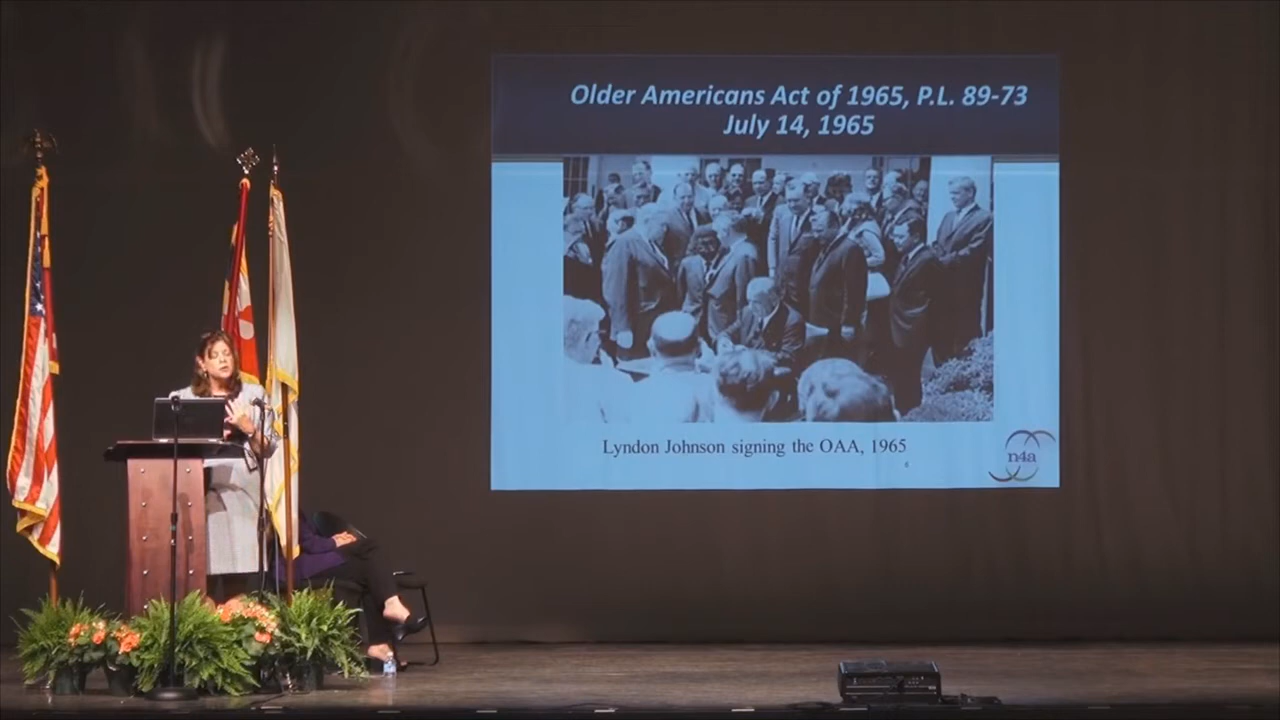 Older Americans Act of 1965, P.L. 89-73
July 14, 1965
Lyndon Johnson signing the OAA, 1965
n4a